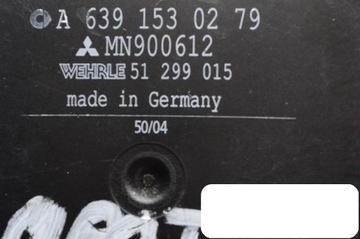 A 639 153 02 79
MN900612
WEHRLE 51 299 015
made in Germany
50/04